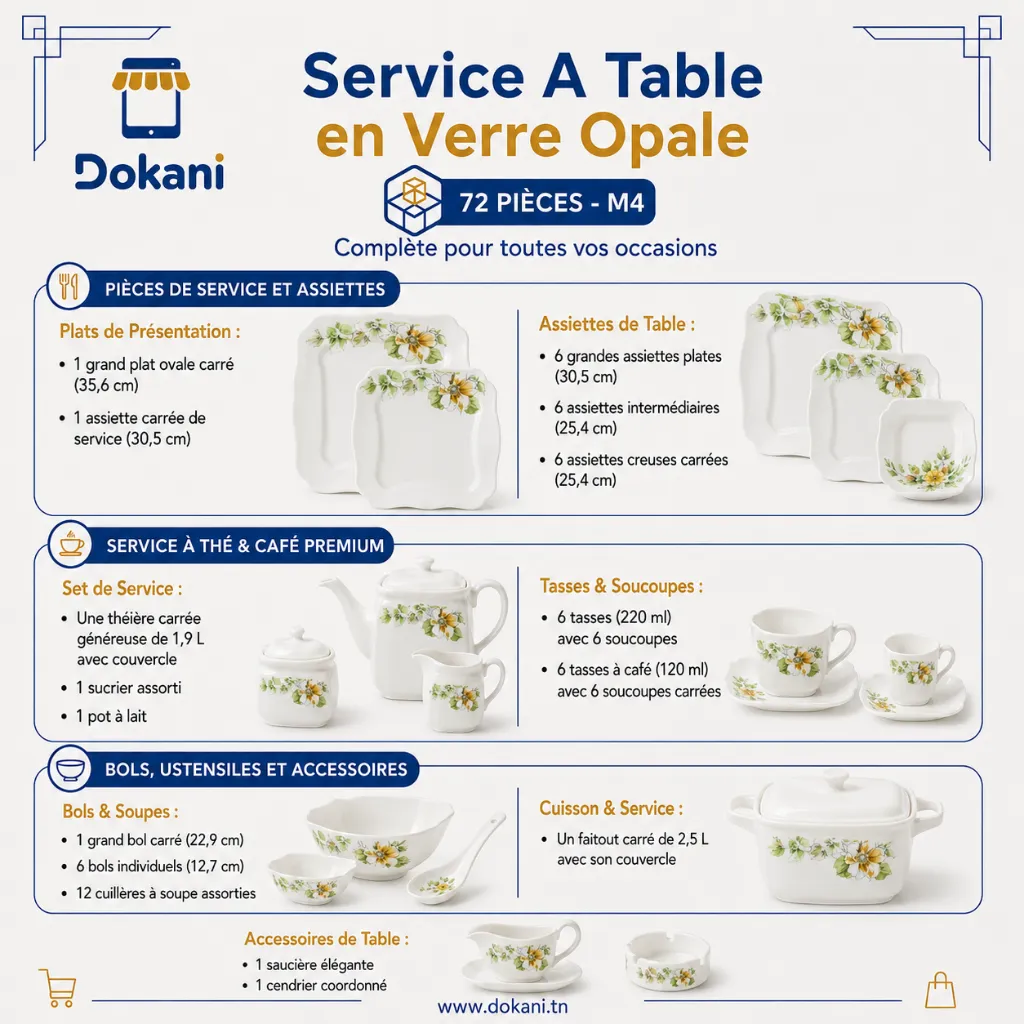 Dokani
Service A Table
en Verre Opale
72 PIÈCES - M4
Complète pour toutes vos occasions
PIÈCES DE SERVICE ET ASSIETTES
Plats de Présentation :
• 1 grand plat ovale carré
(35,6 cm)
• 1 assiette carrée de
service (30,5 cm)
Assiettes de Table :
• 6 grandes assiettes plates
(30,5 cm)
• 6 assiettes intermédiaires
(25,4 cm)
• 6 assiettes creuses carrées
(25,4 cm)
SERVICE À THÉ & CAFÉ PREMIUM
Set de Service :
• Une théière carrée
généreuse de 1,9 L
avec couvercle
• 1 sucrier assorti
• 1 pot à lait
Tasses & Soucoupes :
• 6 tasses (220 ml)
avec 6 soucoupes
• 6 tasses à café (120 ml)
avec 6 soucoupes carrées
BOLS, USTENSILES ET ACCESSOIRES
Bols & Soupes :
• 1 grand bol carré (22,9 cm)
• 6 bols individuels (12,7 cm)
• 12 cuillères à soupe assorties
Cuisson & Service :
• Un faitout carré de 2,5 L
avec son couvercle
Accessoires de Table :
• 1 saucière élégante
• 1 cendrier coordonné
www.dokani.tn